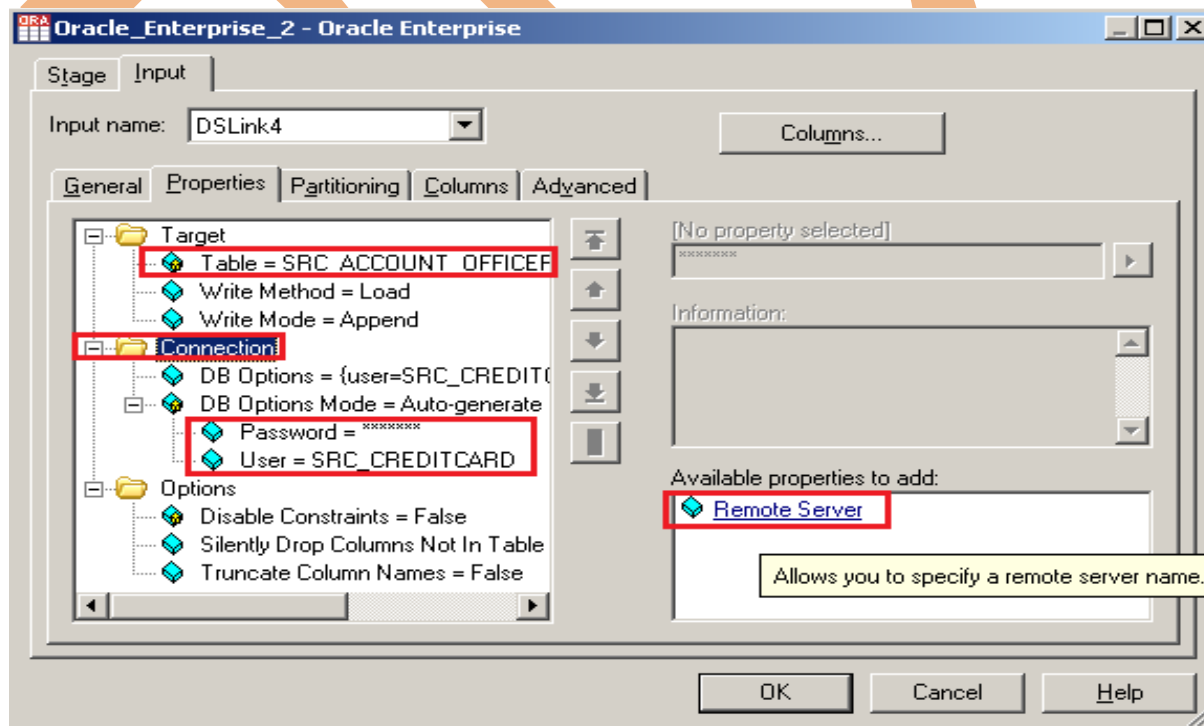 ORA Oracle_Enterprise_2 - Oracle Enterprise
Stage Input
Input name: DSLink4
Columns...
General Properties Partitioning Columns Advanced
Target
Table = SRC_ACCOUNT_OFFICER
Write Method = Load
Write Mode = Append
Connection
DB Options = {user=SRC_CREDITC
DB Options Mode = Auto-generate
Password = *******
User = SRC_CREDITCARD
Options
Disable Constraints = False
Silently Drop Columns Not In Table
Truncate Column Names = False
[No property selected]
*******
Information:
Available properties to add:
Remote Server
Allows you to specify a remote server name.
OK Cancel Help